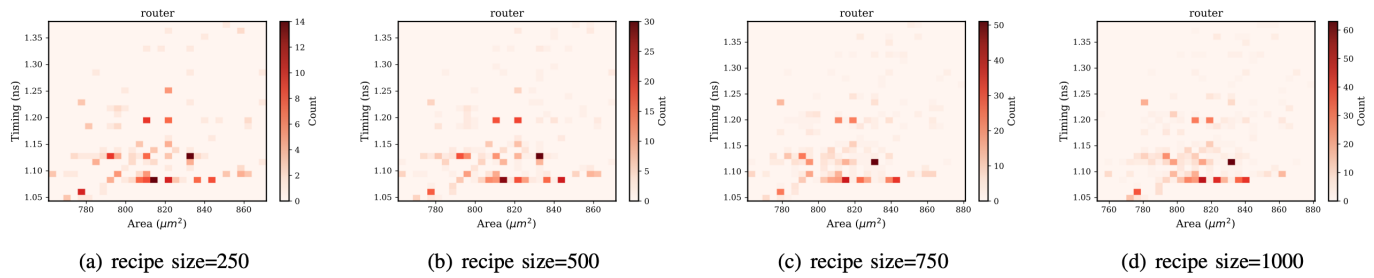 router
1.35
1.30
1.25
1.20
1.15
1.10
1.05
Timing (ns)
780 800 820 840 860
Area (μm²)
14
12
10
8
6
4
2
0
Count
(a) recipe size=250
router
1.35
1.30
1.25
1.20
1.15
1.10
1.05
Timing (ns)
780 800 820 840 860
Area (μm²)
30
25
20
15
10
5
0
Count
(b) recipe size=500
router
1.35
1.30
1.25
1.20
1.15
1.10
1.05
Timing (ns)
780 800 820 840 860 880
Area (μm²)
50
40
30
20
10
0
Count
(c) recipe size=750
router
1.35
1.30
1.25
1.20
1.15
1.10
1.05
Timing (ns)
760 780 800 820 840 860 880
Area (μm²)
60
50
40
30
20
10
0
Count
(d) recipe size=1000